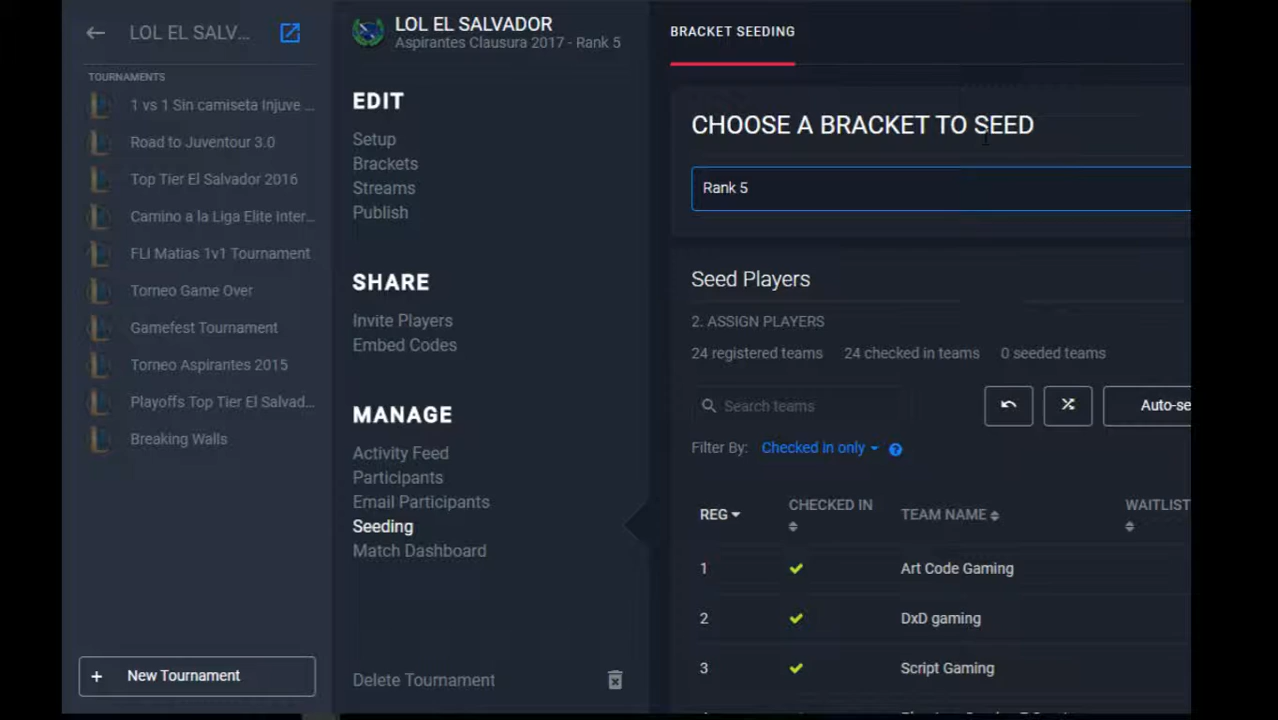 LOL EL SALV...
TOURNAMENTS
1 vs 1 Sin camiseta Injuve ...
Road to Juventour 3.0
Top Tier El Salvador 2016
Camino a la Liga Elite Inter...
FLI Matias 1v1 Tournament
Torneo Game Over
Gamefest Tournament
Torneo Aspirantes 2015
Playoffs Top Tier El Salvad...
Breaking Walls
+ New Tournament
LOL EL SALVADOR
Aspirantes Clausura 2017 - Rank 5
EDIT
Setup
Brackets
Streams
Publish
SHARE
Invite Players
Embed Codes
MANAGE
Activity Feed
Participants
Email Participants
Seeding
Match Dashboard
Delete Tournament
BRACKET SEEDING
CHOOSE A BRACKET TO SEED
Rank 5
Seed Players
2. ASSIGN PLAYERS
24 registered teams 24 checked in teams 0 seeded teams
Search teams
Auto-se
Filter By: Checked in only ?
REG CHECKED IN TEAM NAME WAITLIST
1 Art Code Gaming
2 DxD gaming
3 Script Gaming